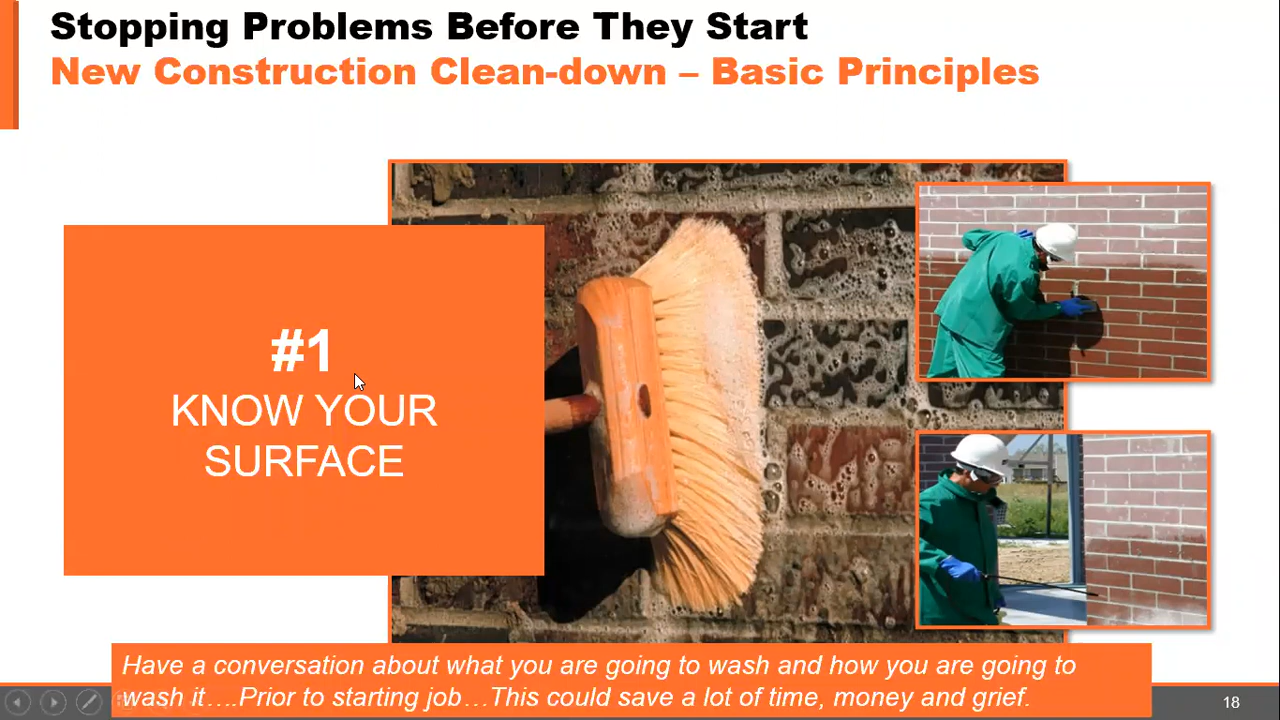 Stopping Problems Before They Start
New Construction Clean-down – Basic Principles
#1
KNOW YOUR
SURFACE
Have a conversation about what you are going to wash and how you are going to
wash it….Prior to starting job…This could save a lot of time, money and grief.
18